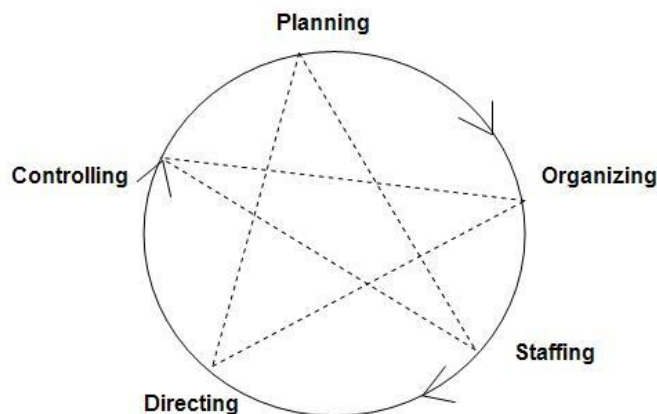 Planning
Controlling
Organizing
Staffing
Directing